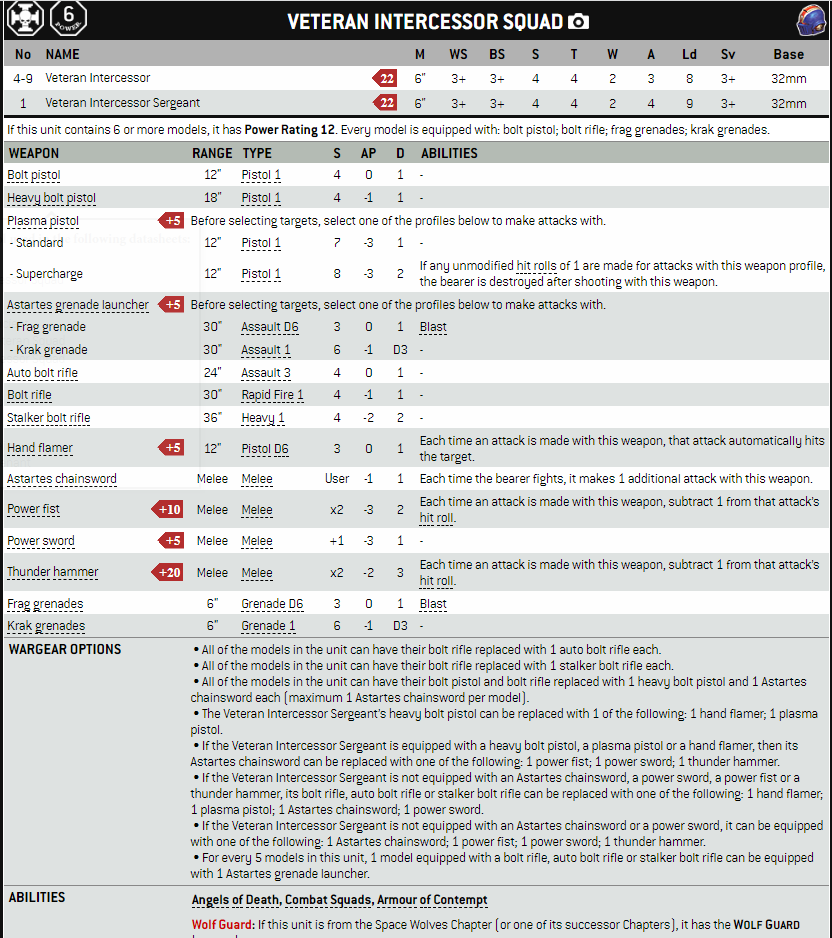 6
POWER
VETERAN INTERCESSOR SQUAD
No NAME M WS BS S T W A Ld Sv Base
4-9 Veteran Intercessor 22 6" 3+ 3+ 4 4 2 3 8 3+ 32mm
1 Veteran Intercessor Sergeant 22 6" 3+ 3+ 4 4 2 4 9 3+ 32mm
If this unit contains 6 or more models, it has Power Rating 12. Every model is equipped with: bolt pistol; bolt rifle; frag grenades; krak grenades.
WEAPON RANGE TYPE S AP D ABILITIES
Bolt pistol 12" Pistol 1 4 0 1 -
Heavy bolt pistol 18" Pistol 1 4 -1 1 -
Plasma pistol +5 Before selecting targets, select one of the profiles below to make attacks with.
- Standard 12" Pistol 1 7 -3 1 -
- Supercharge 12" Pistol 1 8 -3 2 If any unmodified hit rolls of 1 are made for attacks with this weapon profile,
the bearer is destroyed after shooting with this weapon.
Astartes grenade launcher +5 Before selecting targets, select one of the profiles below to make attacks with.
- Frag grenade 30" Assault D6 3 0 1 Blast
- Krak grenade 30" Assault 1 6 -1 D3 -
Auto bolt rifle 24" Assault 3 4 0 1 -
Bolt rifle 30" Rapid Fire 1 4 -1 1 -
Stalker bolt rifle 36" Heavy 1 4 -2 2 -
Hand flamer +5 12" Pistol D6 3 0 1 Each time an attack is made with this weapon, that attack automatically hits
the target.
Astartes chainsword Melee Melee User -1 1 Each time the bearer fights, it makes 1 additional attack with this weapon.
Power fist +10 Melee Melee x2 -3 2 Each time an attack is made with this weapon, subtract 1 from that attack's
hit roll.
Power sword +5 Melee Melee +1 -3 1 -
Thunder hammer +20 Melee Melee x2 -2 3 Each time an attack is made with this weapon, subtract 1 from that attack's
hit roll.
Frag grenades 6" Grenade D6 3 0 1 Blast
Krak grenades 6" Grenade 1 6 -1 D3 -
WARGEAR OPTIONS • All of the models in the unit can have their bolt rifle replaced with 1 auto bolt rifle each.
• All of the models in the unit can have their bolt rifle replaced with 1 stalker bolt rifle each.
• All of the models in the unit can have their bolt pistol and bolt rifle replaced with 1 heavy bolt pistol and 1 Astartes
chainsword each (maximum 1 Astartes chainsword per model).
• The Veteran Intercessor Sergeant's heavy bolt pistol can be replaced with 1 of the following: 1 hand flamer; 1 plasma
pistol.
• If the Veteran Intercessor Sergeant is equipped with a heavy bolt pistol, a plasma pistol or a hand flamer, then its
Astartes chainsword can be replaced with one of the following: 1 power fist; 1 power sword; 1 thunder hammer.
• If the Veteran Intercessor Sergeant is not equipped with an Astartes chainsword, a power sword, a power fist or a
thunder hammer, its bolt rifle, auto bolt rifle or stalker bolt rifle can be replaced with one of the following: 1 hand flamer;
1 plasma pistol; 1 Astartes chainsword; 1 power sword.
• If the Veteran Intercessor Sergeant is not equipped with an Astartes chainsword or a power sword, it can be equipped
with one of the following: 1 Astartes chainsword; 1 power fist; 1 power sword; 1 thunder hammer.
• For every 5 models in this unit, 1 model equipped with a bolt rifle, auto bolt rifle or stalker bolt rifle can be equipped
with 1 Astartes grenade launcher.
ABILITIES Angels of Death, Combat Squads, Armour of Contempt
Wolf Guard: If this unit is from the Space Wolves Chapter (or one of its successor Chapters), it has the WOLF GUARD